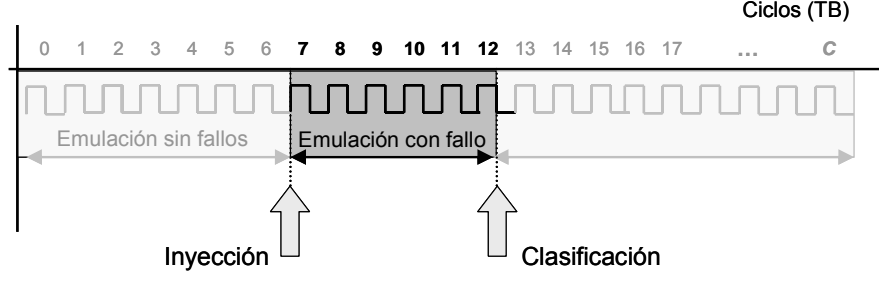 Ciclos (TB)
0 1 2 3 4 5 6 7 8 9 10 11 12 13 14 15 16 17 ... C
Emulación sin fallos Emulación con fallo
Inyección Clasificación